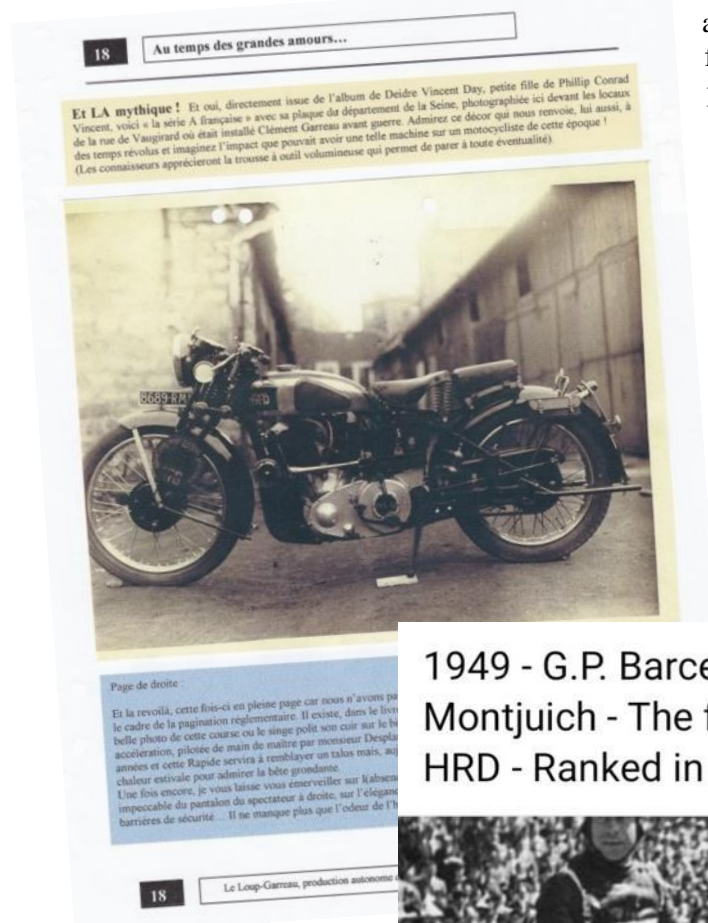 18
Au temps des grandes amours...
Et LA mythique ! Et oui, directement issue de l'album de Deidre Vincent Day, petite fille de Phillip Conrad
Vincent, voici « la série A française » avec sa plaque du département de la Seine, photographiée ici devant les locaux
de la rue de Vaugirard où était installé Clément Garreau avant guerre. Admirez ce décor qui nous renvoie, lui aussi, à
des temps révolus et imaginez l'impact que pouvait avoir une telle machine sur un motocycliste de cette époque !
(Les connaisseurs apprécieront la trousse à outil volumineuse qui permet de parer à toute éventualité).
8689-RM
HRD
Page de droite :
Et la revoilà, cette fois-ci en pleine page car nous n'avons pa
le cadre de la pagination réglementaire. Il existe, dans le livr
belle photo de cette course ou le singe polit son cuir sur le bi
accélération, pilotée de main de maître par monsieur Despla
années et cette Rapide servira à remblayer un talus mais, auj
chaleur estivale pour admirer la bête grondante.
Une fois encore, je vous laisse vous émerveiller sur l(absenc
impeccable du pantalon du spectateur à droite, sur l'élégan
barrières de sécurité... Il ne manque plus que l'odeur de l'h
18
Le Loup-Garreau, production autonome
1949 - G.P. Barce
Montjuich - The f
HRD - Ranked in